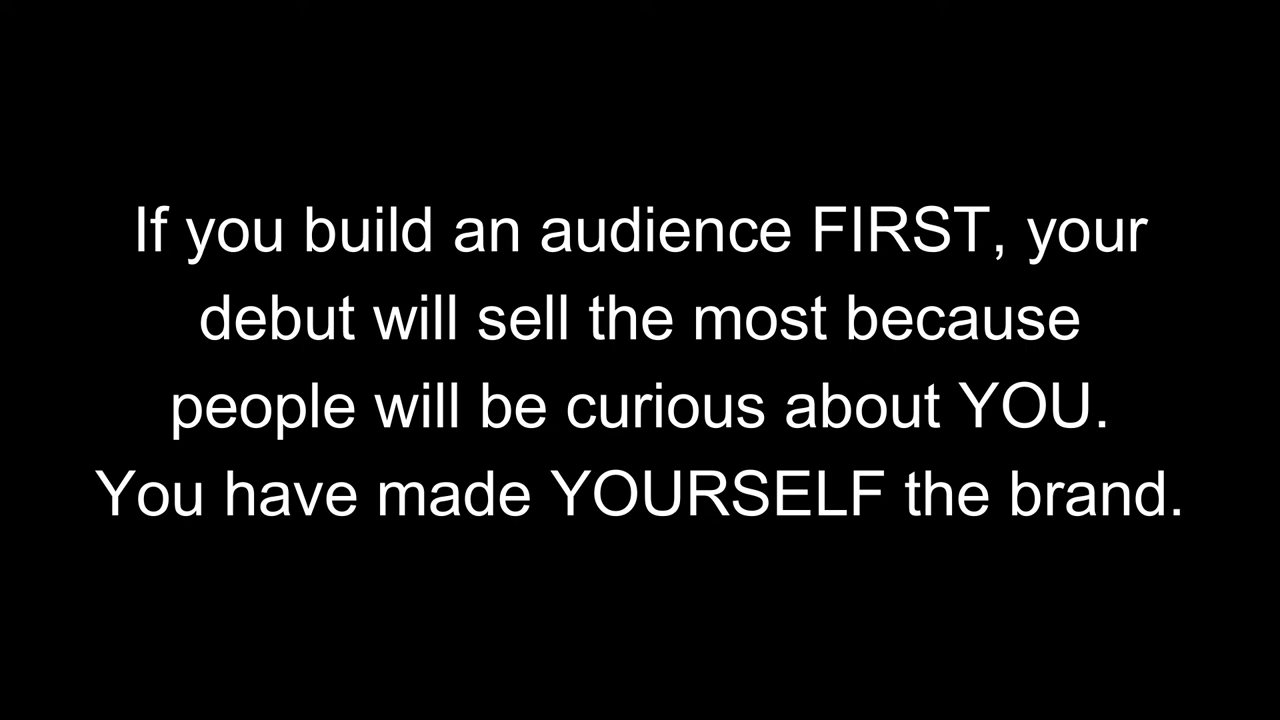 If you build an audience FIRST, your
debut will sell the most because
people will be curious about YOU.
You have made YOURSELF the brand.